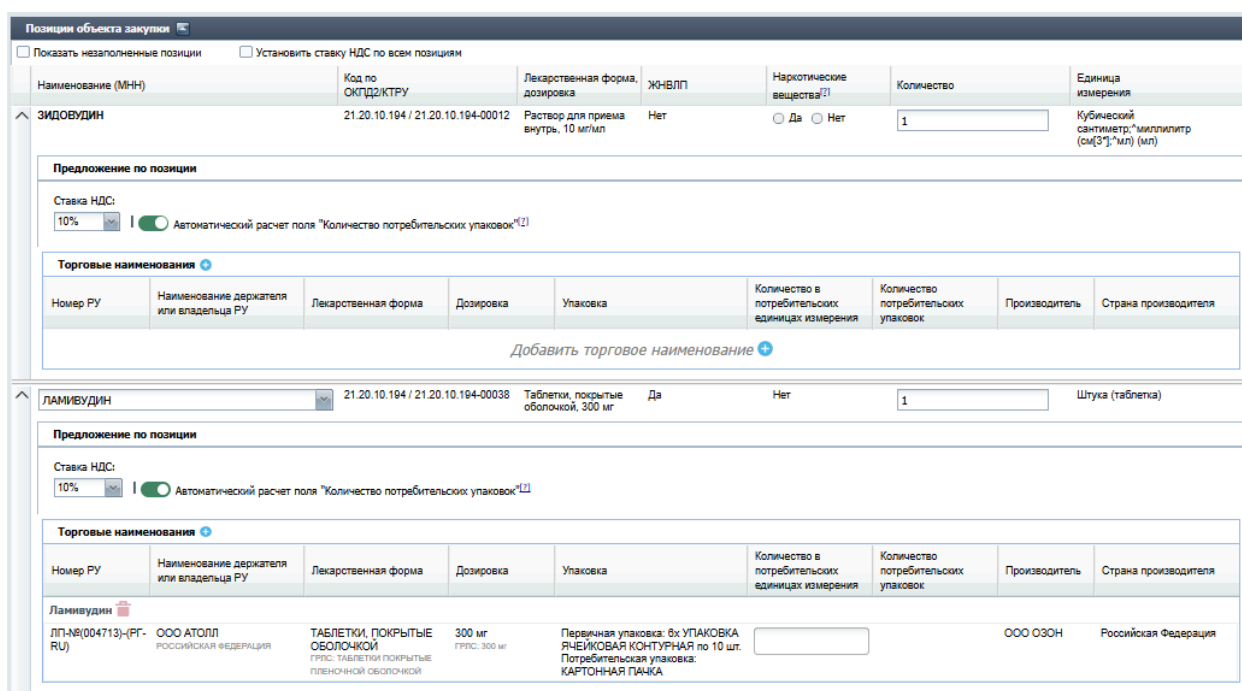 Позиции объекта закупки
Показать незаполненные позиции Установить ставку НДС по всем позициям
Наименование (МНН)
Код по
ОКПД2/КТРУ
Лекарственная форма,
дозировка
ЖНВЛП
Наркотические
вещества[?]
Количество
Единица
измерения
ЗИДОВУДИН
21.20.10.194 / 21.20.10.194-00012
Раствор для приема
внутрь, 10 мг/мл
Нет
Да Нет
1
Кубический
сантиметр;^миллилитр
(см[3*];^мл) (мл)
Предложение по позиции
Ставка НДС:
10% Автоматический расчет поля "Количество потребительских упаковок"[?]
Торговые наименования
Номер РУ
Наименование держателя
или владельца РУ
Лекарственная форма
Дозировка
Упаковка
Количество в
потребительских
единицах измерения
Количество
потребительских
упаковок
Производитель
Страна производителя
Добавить торговое наименование
ЛАМИВУДИН
21.20.10.194 / 21.20.10.194-00038
Таблетки, покрытые
оболочкой, 300 мг
Да
Нет
1
Штука (таблетка)
Предложение по позиции
Ставка НДС:
10% Автоматический расчет поля "Количество потребительских упаковок"[?]
Торговые наименования
Номер РУ
Наименование держателя
или владельца РУ
Лекарственная форма
Дозировка
Упаковка
Количество в
потребительских
единицах измерения
Количество
потребительских
упаковок
Производитель
Страна производителя
Ламивудин
ЛП-№(004713)-(РГ-
RU)
ООО АТОЛЛ
РОССИЙСКАЯ ФЕДЕРАЦИЯ
ТАБЛЕТКИ, ПОКРЫТЫЕ
ОБОЛОЧКОЙ
ГРЛС: ТАБЛЕТКИ ПОКРЫТЫЕ
ПЛЕНОЧНОЙ ОБОЛОЧКОЙ
300 мг
ГРЛС: 300 мг
Первичная упаковка: 6х УПАКОВКА
ЯЧЕЙКОВАЯ КОНТУРНАЯ по 10 шт.
Потребительская упаковка:
КАРТОННАЯ ПАЧКА
ООО ОЗОН
Российская Федерация